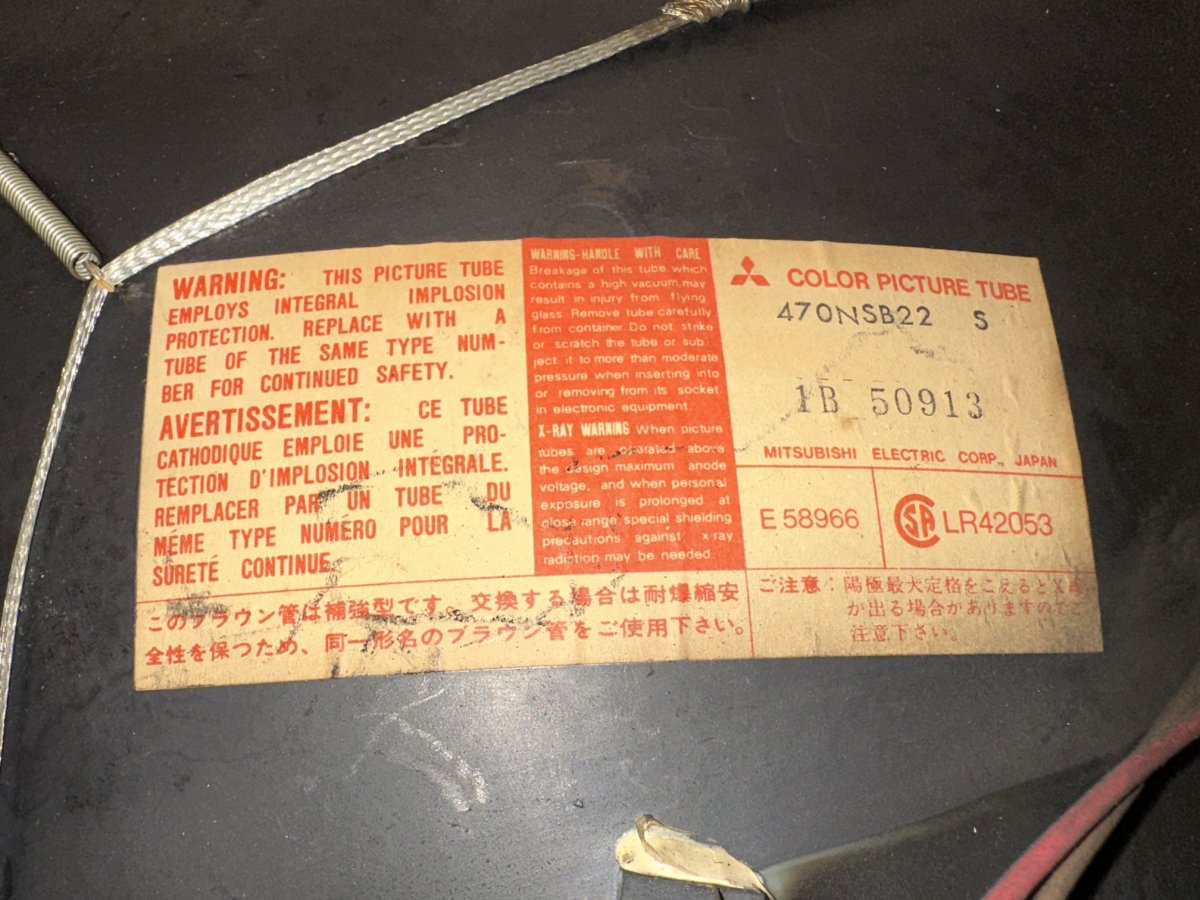 WARNING: THIS PICTURE TUBE
EMPLOYS INTEGRAL IMPLOSION
PROTECTION. REPLACE WITH A
TUBE OF THE SAME TYPE NUM-
BER FOR CONTINUED SAFETY.
AVERTISSEMENT: CE TUBE
CATHODIQUE EMPLOIE UNE PRO-
TECTION D'IMPLOSION INTÉGRALE.
REMPLACER PAR UN TUBE DU
MÉME TYPE NUMÉRO POUR LA
SÛRETÉ CONTINUE.
WARNING-HANDLE WITH CARE
Breakage of this tube, which
contains a high vacuum, may
result in injury from flying
glass. Remove tube carefully
from container. Do not strike
or scratch the tube or sub-
ject it to more than moderate
pressure when inserting into
or removing from its socket
in electronic equipment.
X-RAY WARNING When picture
tubes are operated above
the design maximum anode
voltage, and when personal
exposure is prolonged at
close range, special shielding
precautions against x-ray
radiation may be needed
COLOR PICTURE TUBE
470NSB22 S
1B 50913
MITSUBISHI ELECTRIC CORP., JAPAN
E 58966
SA LR42053
このブラウン管は補強型です。交換する場合は耐爆縮安
全性を保つため、同一形名のブラウン管をご使用下さい。
ご注意：陽極最大定格をこえるとX線
が出る場合がありますのでご
注意下さい。